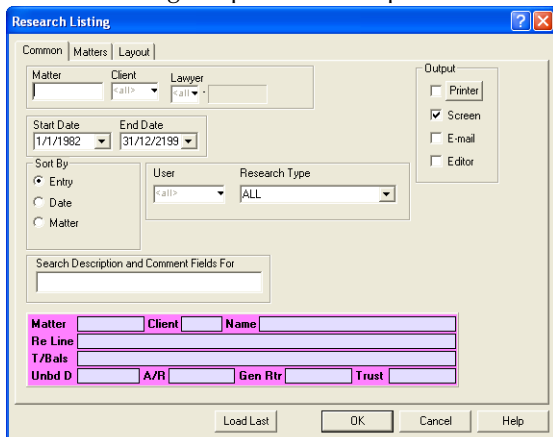 Research Listing
Common Matters Layout
Matter Client Lawyer
<all> <all> -
Start Date End Date
1/1/1982 31/12/2199
Sort By
Entry
Date
Matter
User Research Type
<all> ALL
Output
Printer
Screen
E-mail
Editor
Search Description and Comment Fields For
Matter Client Name
Re Line
T/Bals
Unbd D A/R Gen Rtr Trust
Load Last OK Cancel Help